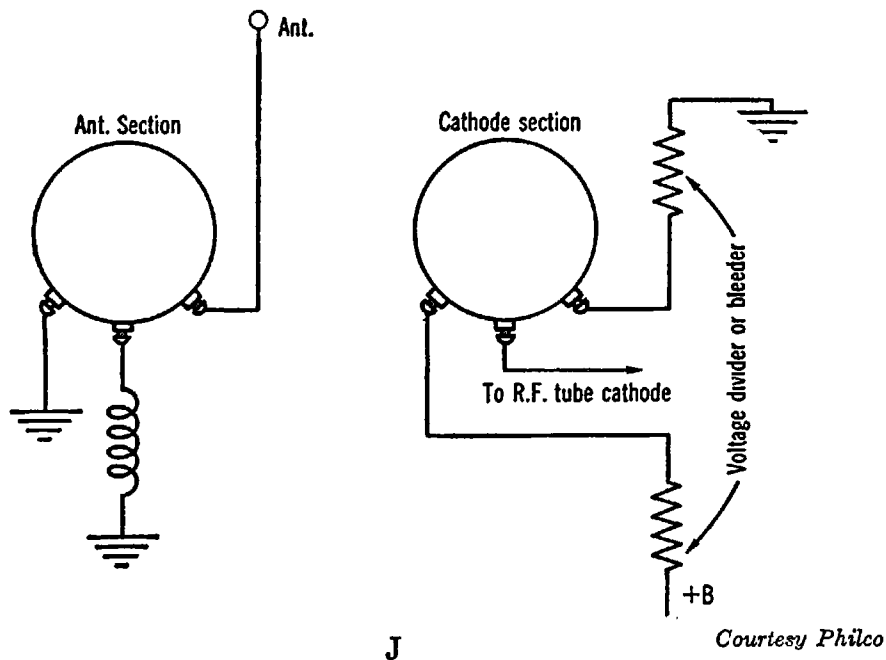 Ant.
Ant. Section
Cathode section
To R.F. tube cathode
Voltage divider or bleeder
+B
J
Courtesy Philco